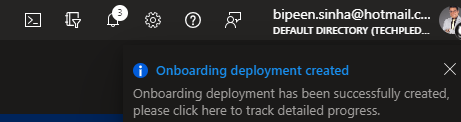 3
bipeen.sinha@hotmail.c...
DEFAULT DIRECTORY (TECHPLED...
Onboarding deployment created
Onboarding deployment has been successfully created,
please click here to track detailed progress.